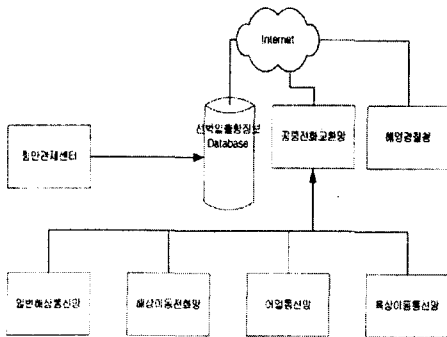 Internet
선박입출항정보
Database
공중전화교환망
해양경찰청
항만관제센터
일반해상통신망
해상이동전화망
어업통신망
육상이동통신망